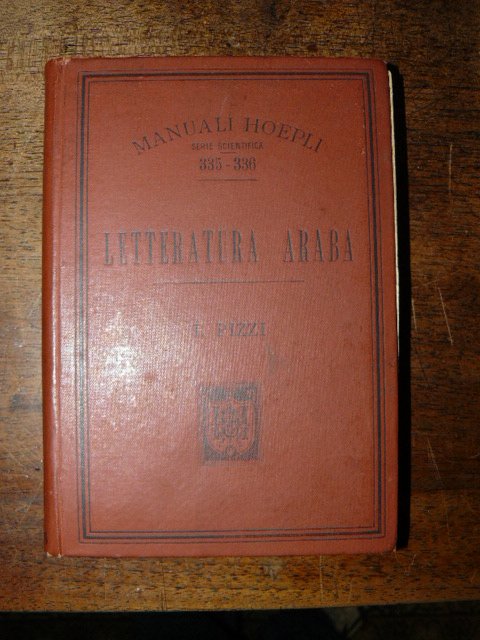 MANUALI HOEPLI
SERIE SCIENTIFICA
335-336
LETTERATURA ARABA
I. PIZZI